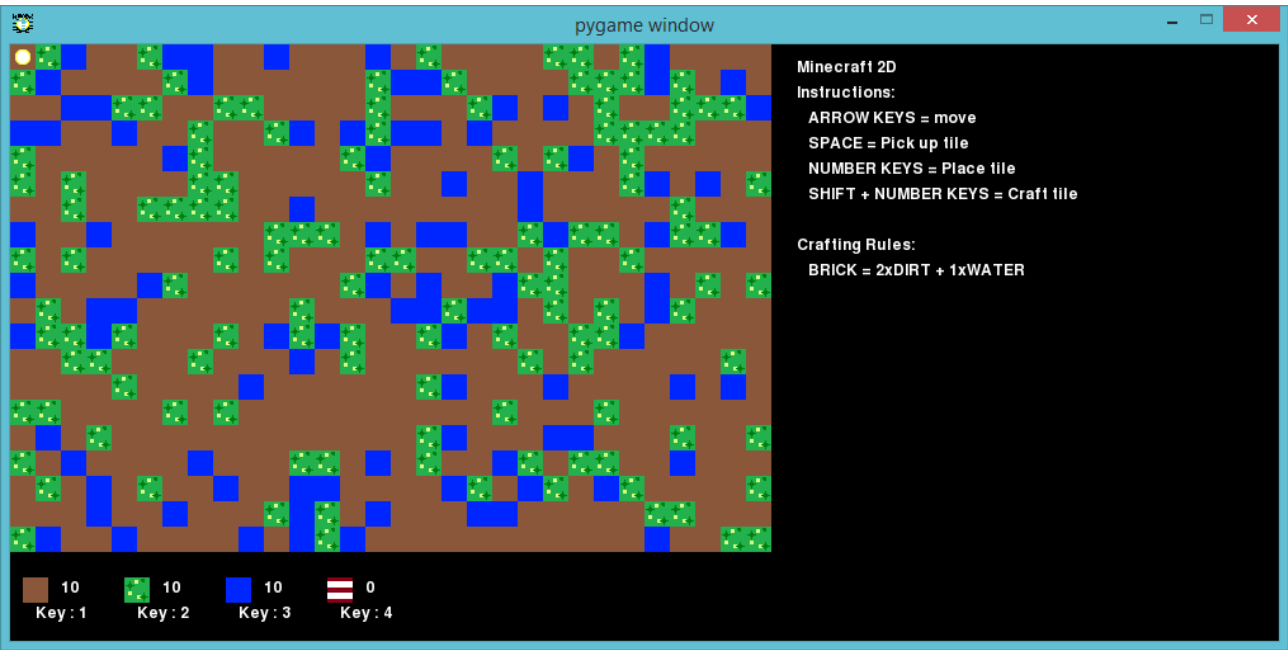 pygame window
Minecraft 2D
Instructions:
ARROW KEYS = move
SPACE = Pick up tile
NUMBER KEYS = Place tile
SHIFT + NUMBER KEYS = Craft tile
Crafting Rules:
BRICK = 2xDIRT + 1xWATER
10 10 10 0
Key : 1 Key : 2 Key : 3 Key : 4